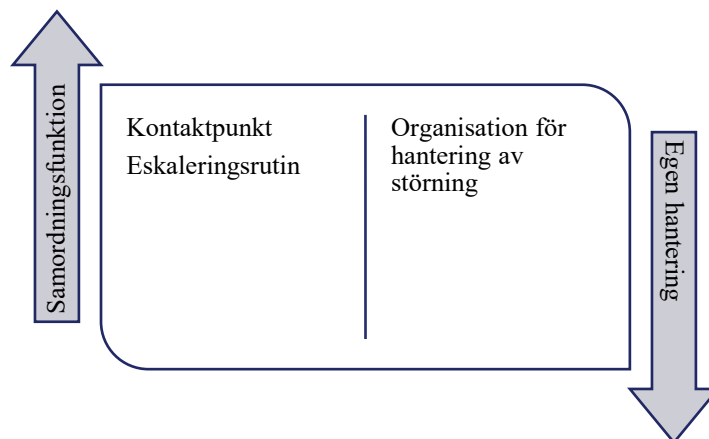 Samordningsfunktion
Kontaktpunkt
Eskaleringsrutin
Organisation för
hantering av
störning
Egen hantering